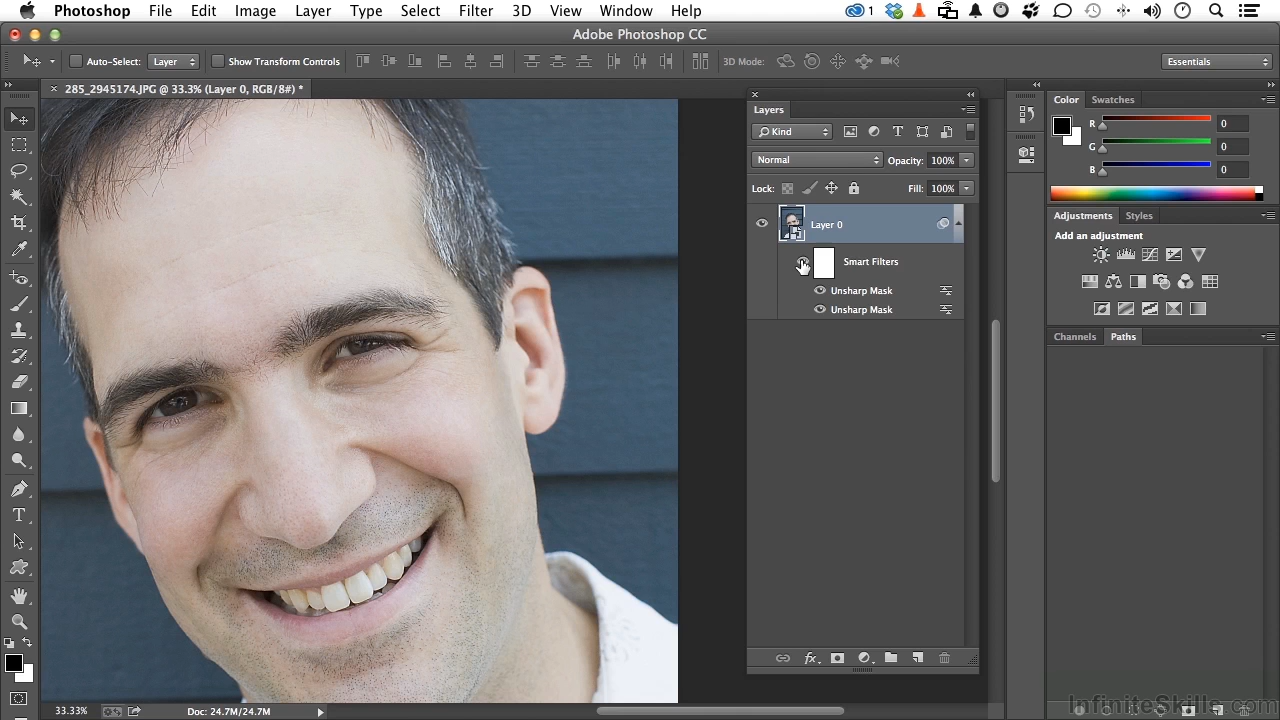 Photoshop File Edit Image Layer Type Select Filter 3D View Window Help 1
Adobe Photoshop CC
Auto-Select: Layer Show Transform Controls 3D Mode: Essentials
285_2945174.JPG @ 33.3% (Layer 0, RGB/8#) *
Layers
Kind
Normal Opacity: 100%
Lock: Fill: 100%
Layer 0
Smart Filters
Unsharp Mask
Unsharp Mask
Color Swatches
R 0
G 0
B 0
Adjustments Styles
Add an adjustment
Channels Paths
33.33% Doc: 24.7M/24.7M
InfiniteSkills.com